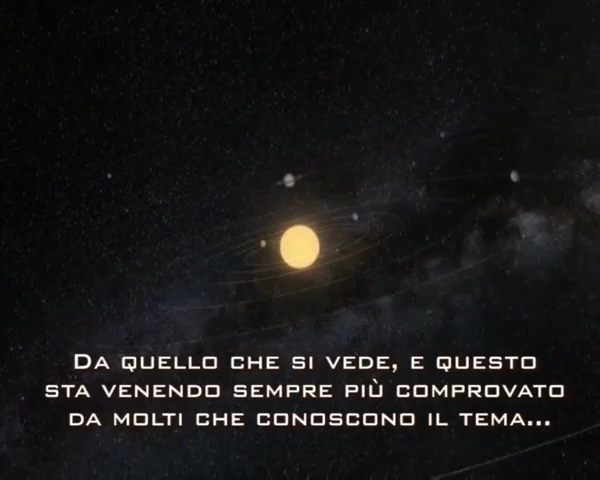 Da quello che si vede, e questo
sta venendo sempre più comprovato
da molti che conoscono il tema...